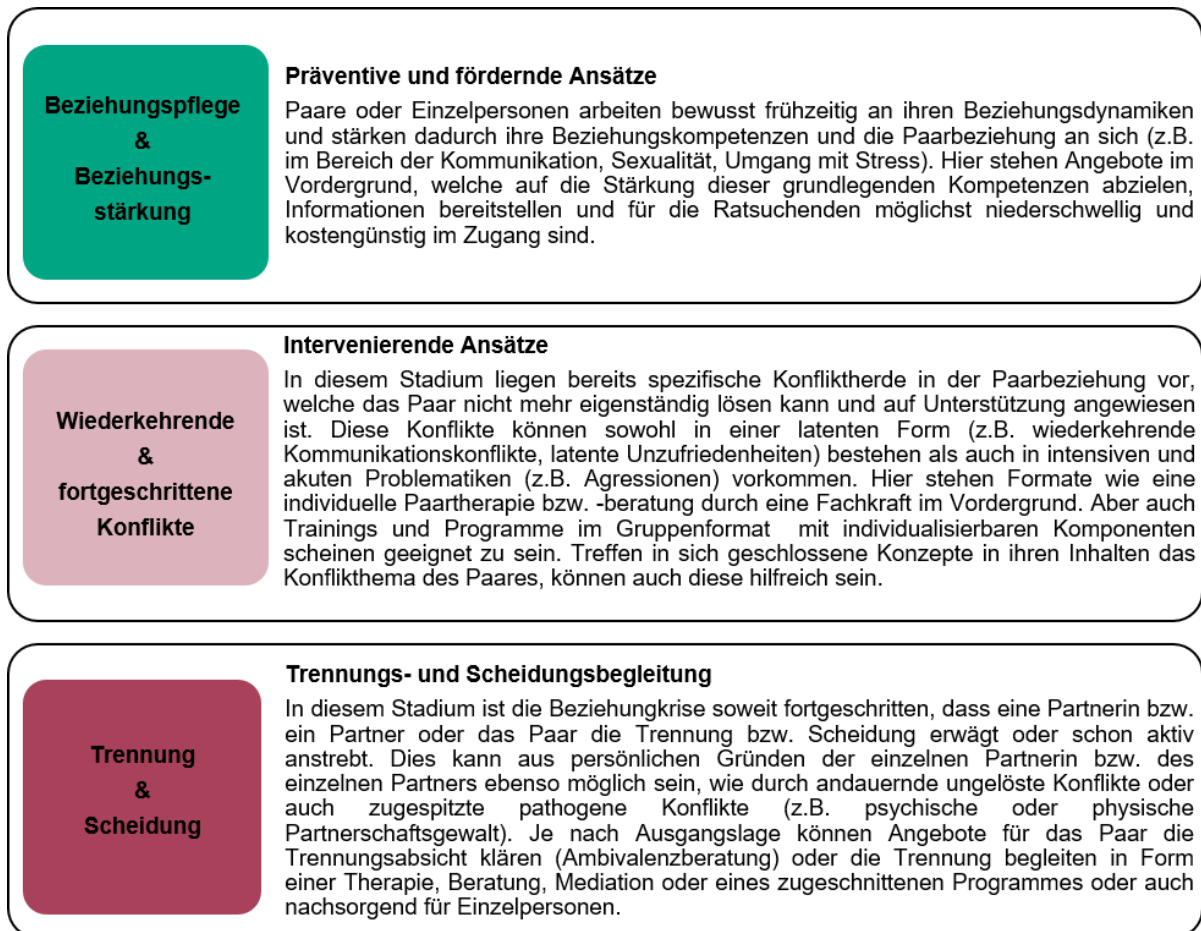 Beziehungspflege
&
Beziehungs-
stärkung
Präventive und fördernde Ansätze
Paare oder Einzelpersonen arbeiten bewusst frühzeitig an ihren Beziehungsdynamiken
und stärken dadurch ihre Beziehungskompetenzen und die Paarbeziehung an sich (z.B.
im Bereich der Kommunikation, Sexualität, Umgang mit Stress). Hier stehen Angebote im
Vordergrund, welche auf die Stärkung dieser grundlegenden Kompetenzen abzielen,
Informationen bereitstellen und für die Ratsuchenden möglichst niederschwellig und
kostengünstig im Zugang sind.
Wiederkehrende
&
fortgeschrittene
Konflikte
Intervenierende Ansätze
In diesem Stadium liegen bereits spezifische Konfliktherde in der Paarbeziehung vor,
welche das Paar nicht mehr eigenständig lösen kann und auf Unterstützung angewiesen
ist. Diese Konflikte können sowohl in einer latenten Form (z.B. wiederkehrende
Kommunikationskonflikte, latente Unzufriedenheiten) bestehen als auch in intensiven und
akuten Problematiken (z.B. Agressionen) vorkommen. Hier stehen Formate wie eine
individuelle Paartherapie bzw. -beratung durch eine Fachkraft im Vordergrund. Aber auch
Trainings und Programme im Gruppenformat mit individualisierbaren Komponenten
scheinen geeignet zu sein. Treffen in sich geschlossene Konzepte in ihren Inhalten das
Konflikthema des Paares, können auch diese hilfreich sein.
Trennung
&
Scheidung
Trennungs- und Scheidungsbegleitung
In diesem Stadium ist die Beziehungkrise soweit fortgeschritten, dass eine Partnerin bzw.
ein Partner oder das Paar die Trennung bzw. Scheidung erwägt oder schon aktiv
anstrebt. Dies kann aus persönlichen Gründen der einzelnen Partnerin bzw. des
einzelnen Partners ebenso möglich sein, wie durch andauernde ungelöste Konflikte oder
auch zugespitzte pathogene Konflikte (z.B. psychische oder physische
Partnerschaftsgewalt). Je nach Ausgangslage können Angebote für das Paar die
Trennungsabsicht klären (Ambivalenzberatung) oder die Trennung begleiten in Form
einer Therapie, Beratung, Mediation oder eines zugeschnittenen Programmes oder auch
nachsorgend für Einzelpersonen.